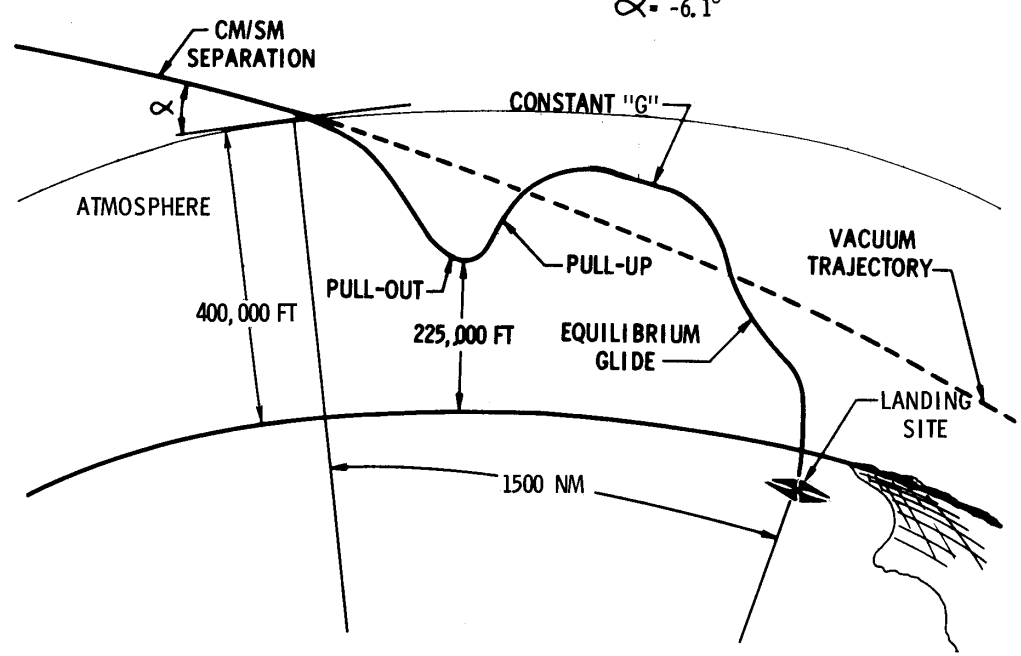 α = -6.1°
CM/SM
SEPARATION
α
CONSTANT "G"
ATMOSPHERE
VACUUM
TRAJECTORY
PULL-UP
PULL-OUT
400,000 FT
225,000 FT
EQUILIBRIUM
GLIDE
LANDING
SITE
1500 NM